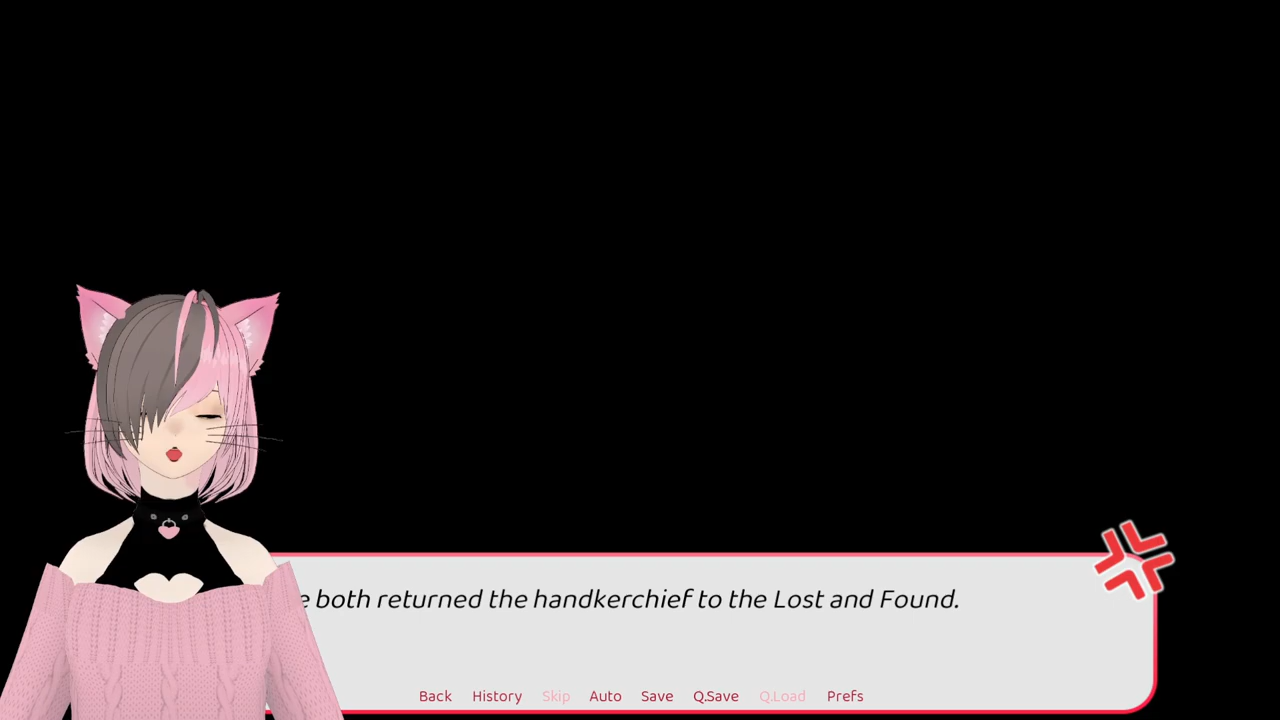 both returned the handkerchief to the Lost and Found.
Back History Skip Auto Save Q.Save Q.Load Prefs